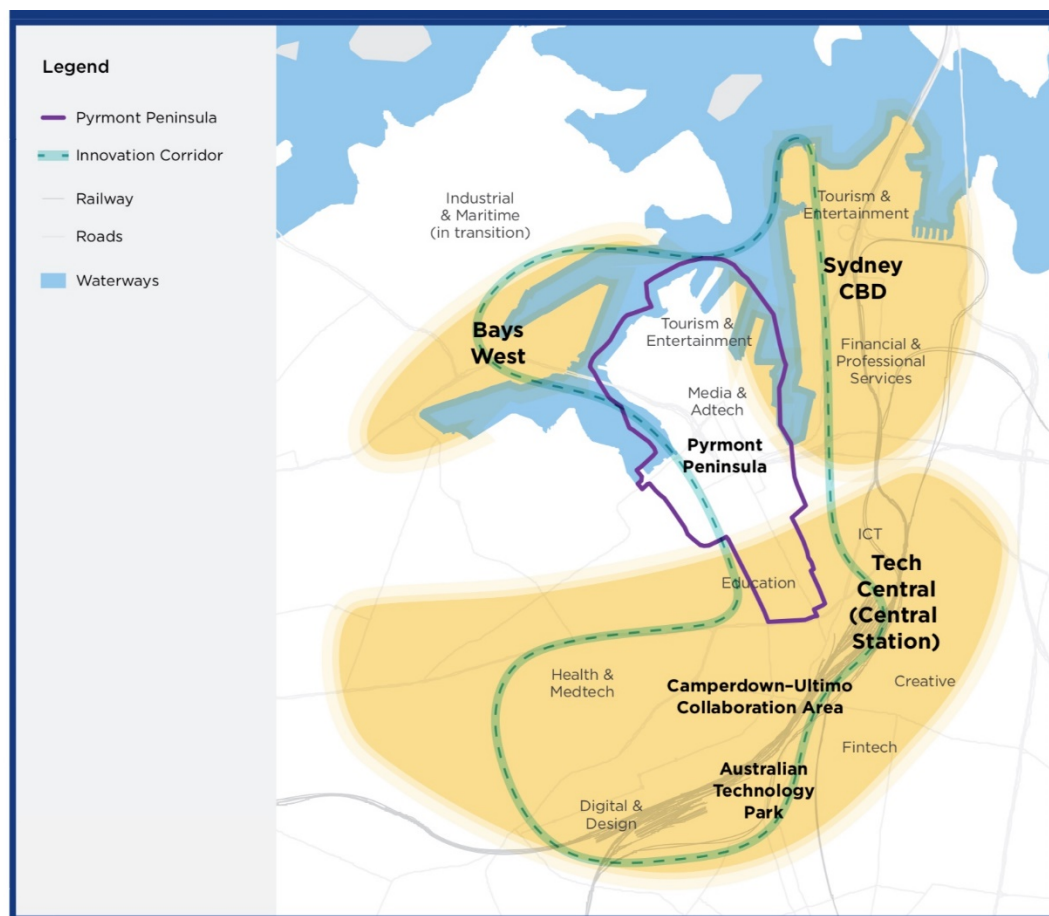 Legend
Pyrmont Peninsula
Innovation Corridor
Railway
Roads
Waterways
Industrial
& Maritime
(in transition)
Tourism &
Entertainment
Sydney
CBD
Bays
West
Tourism &
Entertainment
Financial &
Professional
Services
Media &
Adtech
Pyrmont
Peninsula
ICT
Tech
Central
(Central
Station)
Education
Health &
Medtech
Camperdown–Ultimo
Collaboration Area
Creative
Fintech
Australian
Technology
Park
Digital &
Design